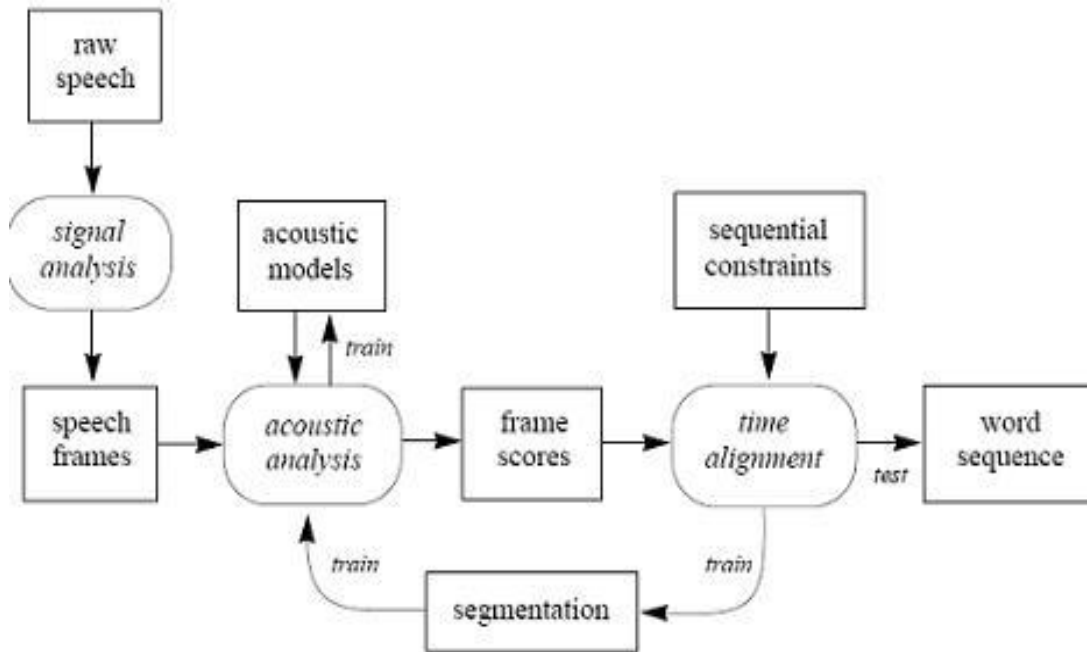 raw
speech
signal
analysis
acoustic
models
sequential
constraints
train
speech
frames
acoustic
analysis
frame
scores
time
alignment
test
word
sequence
train
train
segmentation